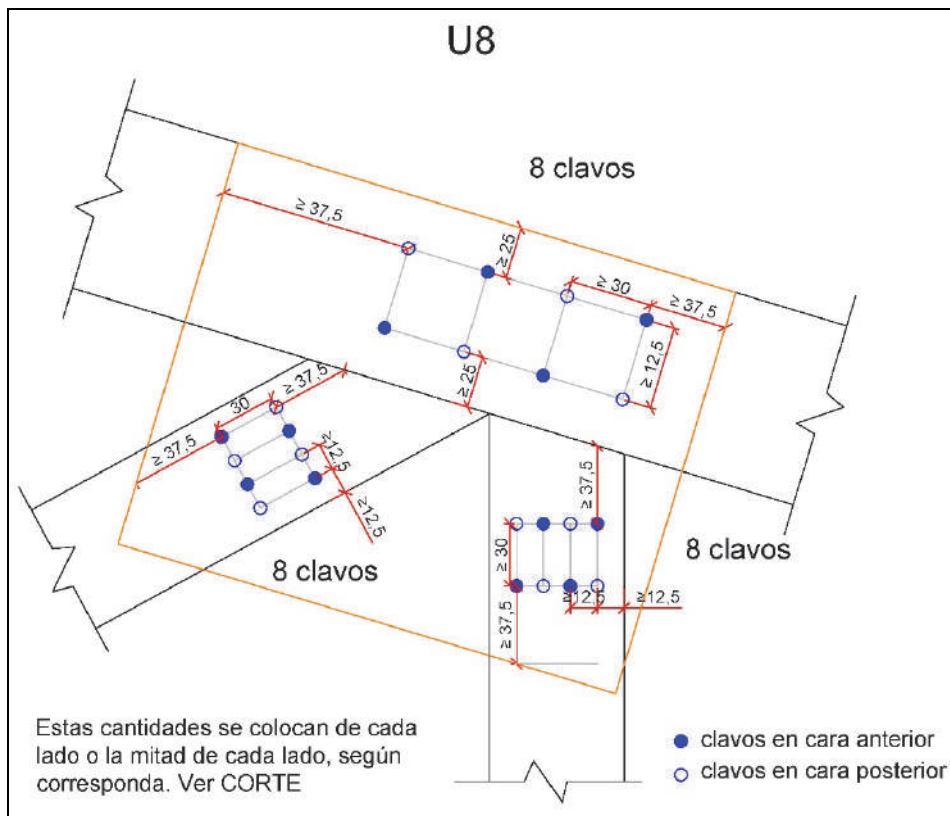 U8
8 clavos
≥ 37,5
≥ 25
≥ 30
≥ 37,5
≥ 12,5
≥ 25
≥ 37,5
30
≥ 37,5
≥12,5
≥12,5
8 clavos
≥ 37,5
8 clavos
≥ 30
≥12,5
≥12,5
≥ 37,5
Estas cantidades se colocan de cada
lado o la mitad de cada lado, según
corresponda. Ver CORTE
clavos en cara anterior
clavos en cara posterior